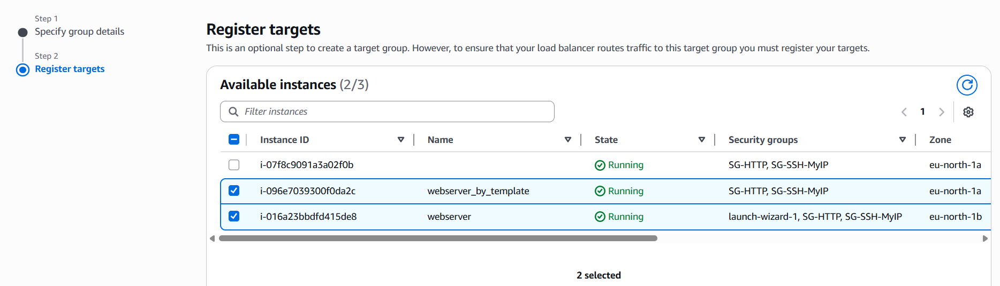 Step 1
Specify group details
Step 2
Register targets
Register targets
This is an optional step to create a target group. However, to ensure that your load balancer routes traffic to this target group you must register your targets.
Available instances (2/3)
Filter instances
1
Instance ID Name State Security groups Zone
i-07f8c9091a3a02f0b Running SG-HTTP, SG-SSH-MyIP eu-north-1a
i-096e7039300f0da2c webserver_by_template Running SG-HTTP, SG-SSH-MyIP eu-north-1a
i-016a23bbdfd415de8 webserver Running launch-wizard-1, SG-HTTP, SG-SSH-MyIP eu-north-1b
2 selected